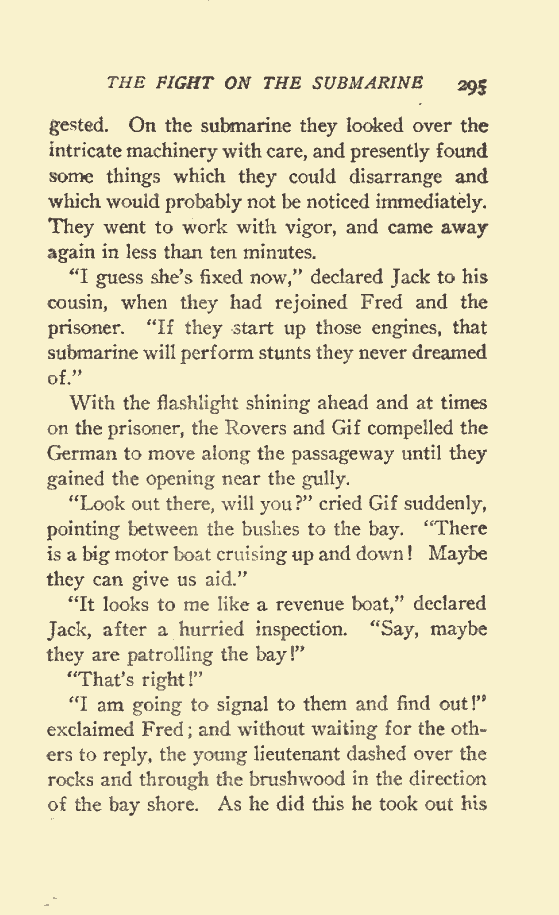 THE FIGHT ON THE SUBMARINE 295
gested. On the submarine they looked over the
intricate machinery with care, and presently found
some things which they could disarrange and
which would probably not be noticed immediately.
They went to work with vigor, and came away
again in less than ten minutes.
“I guess she’s fixed now,” declared Jack to his
cousin, when they had rejoined Fred and the
prisoner. “If they start up those engines, that
submarine will perform stunts they never dreamed
of.”
With the flashlight shining ahead and at times
on the prisoner, the Rovers and Gif compelled the
German to move along the passageway until they
gained the opening near the gully.
“Look out there, will you?” cried Gif suddenly,
pointing between the bushes to the bay. “There
is a big motor boat cruising up and down! Maybe
they can give us aid.”
“It looks to me like a revenue boat,” declared
Jack, after a hurried inspection. “Say, maybe
they are patrolling the bay!”
“That’s right!”
“I am going to signal to them and find out!”
exclaimed Fred; and without waiting for the oth-
ers to reply, the young lieutenant dashed over the
rocks and through the brushwood in the direction
of the bay shore. As he did this he took out his